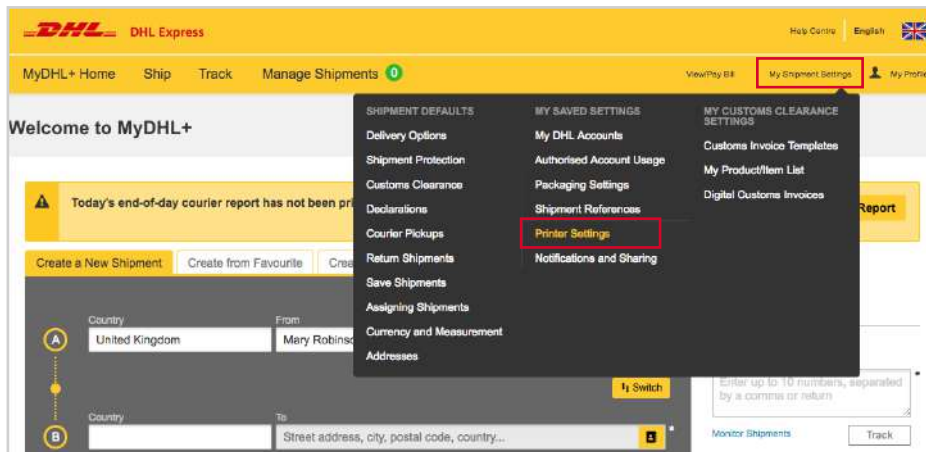 DHL DHL Express
Help Centre English
MyDHL+ Home Ship Track Manage Shipments 0
View/Pay Bill My Shipment Settings My Profile
Welcome to MyDHL+
SHIPMENT DEFAULTS
Delivery Options
Shipment Protection
Customs Clearance
Declarations
Courier Pickups
Return Shipments
Save Shipments
Assigning Shipments
Currency and Measurement
Addresses
MY SAVED SETTINGS
My DHL Accounts
Authorised Account Usage
Packaging Settings
Shipment References
Printer Settings
Notifications and Sharing
MY CUSTOMS CLEARANCE
SETTINGS
Customs Invoice Templates
My Product/Item List
Digital Customs Invoices
Today's end-of-day courier report has not been pri
Report
Create a New Shipment Create from Favourite Crea
Country From
A United Kingdom Mary Robinso
Switch
Country To
B Street address, city, postal code, country... *
Enter up to 10 numbers, separated
by a comma or return
*
Monitor Shipments Track